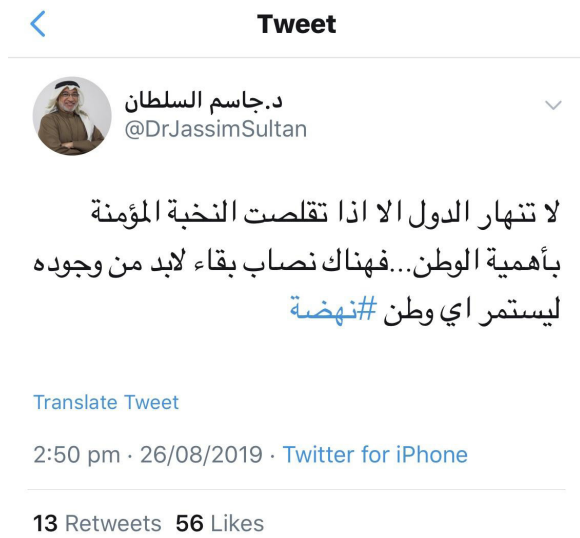 Tweet
د.جاسم السلطان
@DrJassimSultan
لا تنهار الدول الا اذا تقلصت النخبة المؤمنة
بأهمية الوطن...فهناك نصاب بقاء لابد من وجوده
ليستمر اي وطن #نهضة
Translate Tweet
2:50 pm · 26/08/2019 · Twitter for iPhone
13 Retweets 56 Likes